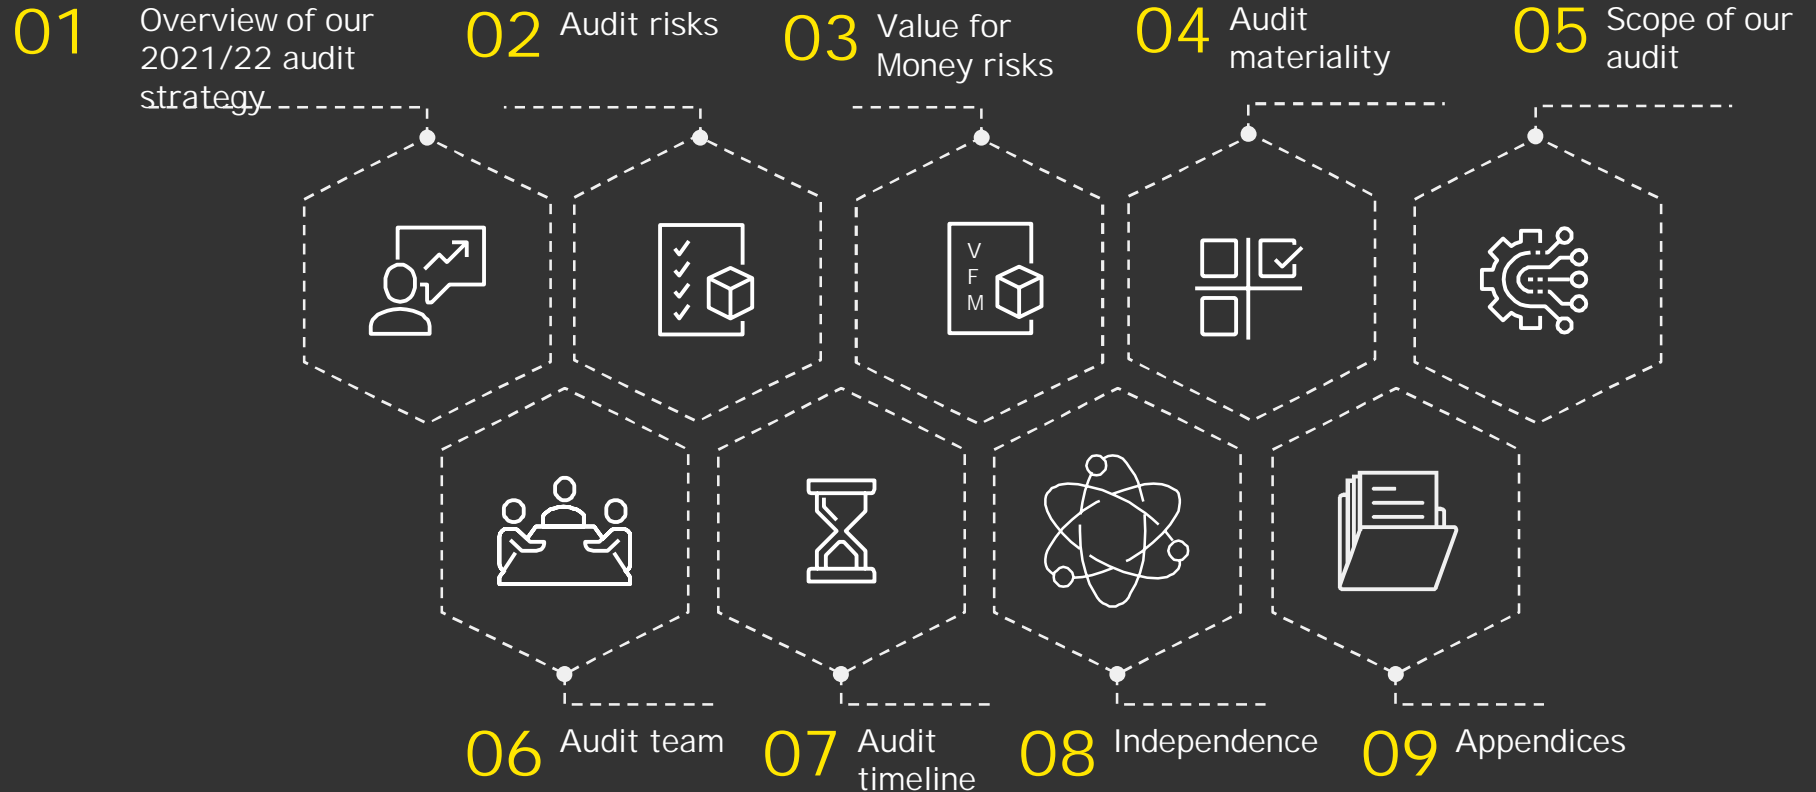 01
Overview of our
2021/22 audit
strategy
02
Audit risks
03
Value for
Money risks
04
Audit
materiality
05
Scope of our
audit
V
F
M
06
Audit team
07
Audit
timeline
08
Independence
09
Appendices